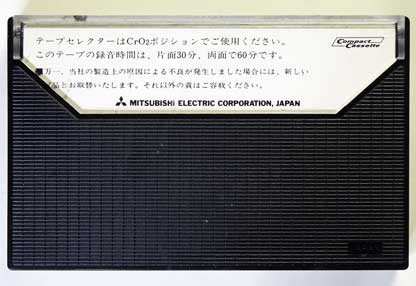 テープセレクターはCrO₂ポジションでご使用ください。
このテープの録音時間は、片面30分、両面で60分です。
■万一、当社の製造上の原因による不良が発生しました場合には、新しい
品とお取替いたします。それ以外の責はご容赦ください。
Compact
Cassette
MITSUBISHI ELECTRIC CORPORATION, JAPAN